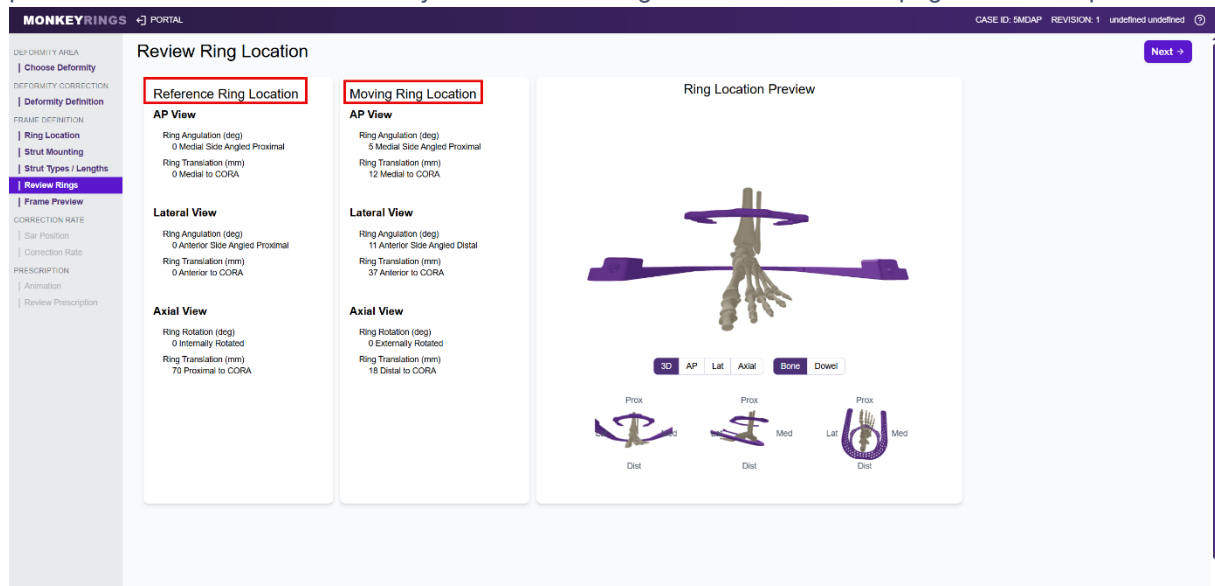 MONKEYRINGS PORTAL CASE ID: 5MDAP REVISION: 1 undefined undefined
DEFORMITY AREA
Choose Deformity
DEFORMITY CORRECTION
Deformity Definition
FRAME DEFINITION
Ring Location
Strut Mounting
Strut Types / Lengths
Review Rings
Frame Preview
CORRECTION RATE
Sar Position
Correction Rate
PRESCRIPTION
Animation
Review Prescription
Review Ring Location
Next →
Reference Ring Location
AP View
Ring Angulation (deg)
0 Medial Side Angled Proximal
Ring Translation (mm)
0 Medial to CORA
Lateral View
Ring Angulation (deg)
0 Anterior Side Angled Proximal
Ring Translation (mm)
0 Anterior to CORA
Axial View
Ring Rotation (deg)
0 Internally Rotated
Ring Translation (mm)
70 Proximal to CORA
Moving Ring Location
AP View
Ring Angulation (deg)
5 Medial Side Angled Proximal
Ring Translation (mm)
12 Medial to CORA
Lateral View
Ring Angulation (deg)
11 Anterior Side Angled Distal
Ring Translation (mm)
37 Anterior to CORA
Axial View
Ring Rotation (deg)
0 Externally Rotated
Ring Translation (mm)
18 Distal to CORA
Ring Location Preview
3D AP Lat Axial Bone Dowel
Prox Prox Prox
Med Med Lat Med
Dist Dist Dist